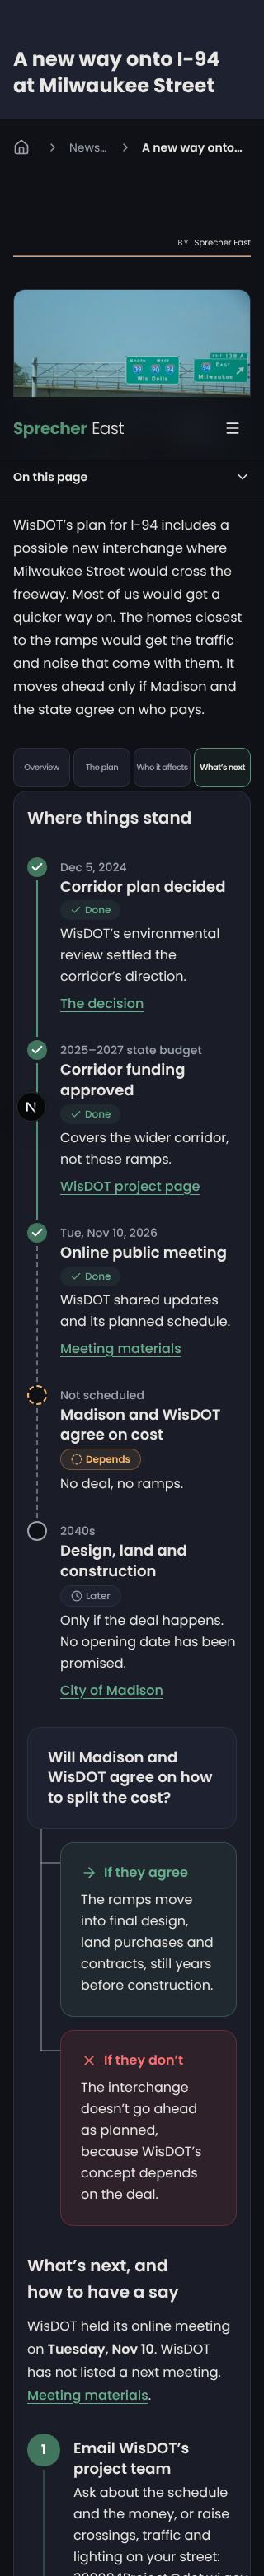 A new way onto I-94
at Milwaukee Street
News...
A new way onto...
BY Sprecher East
NORTH WEST
39 90 94
Wis Dells
EXIT 138 A
94 EAST
Milwaukee
Sprecher East
On this page
WisDOT’s plan for I-94 includes a
possible new interchange where
Milwaukee Street would cross the
freeway. Most of us would get a
quicker way on. The homes closest
to the ramps would get the traffic
and noise that come with them. It
moves ahead only if Madison and
the state agree on who pays.
Overview
The plan
Who it affects
What’s next
Where things stand
Dec 5, 2024
Corridor plan decided
Done
WisDOT’s environmental
review settled the
corridor’s direction.
The decision
2025–2027 state budget
Corridor funding
approved
Done
Covers the wider corridor,
not these ramps.
WisDOT project page
N
Tue, Nov 10, 2026
Online public meeting
Done
WisDOT shared updates
and its planned schedule.
Meeting materials
Not scheduled
Madison and WisDOT
agree on cost
Depends
No deal, no ramps.
2040s
Design, land and
construction
Later
Only if the deal happens.
No opening date has been
promised.
City of Madison
Will Madison and
WisDOT agree on how
to split the cost?
If they agree
The ramps move
into final design,
land purchases and
contracts, still years
before construction.
If they don’t
The interchange
doesn’t go ahead
as planned,
because WisDOT’s
concept depends
on the deal.
What’s next, and
how to have a say
WisDOT held its online meeting
on Tuesday, Nov 10. WisDOT
has not listed a next meeting.
Meeting materials.
1
Email WisDOT’s
project team
Ask about the schedule
and the money, or raise
crossings, traffic and
lighting on your street: